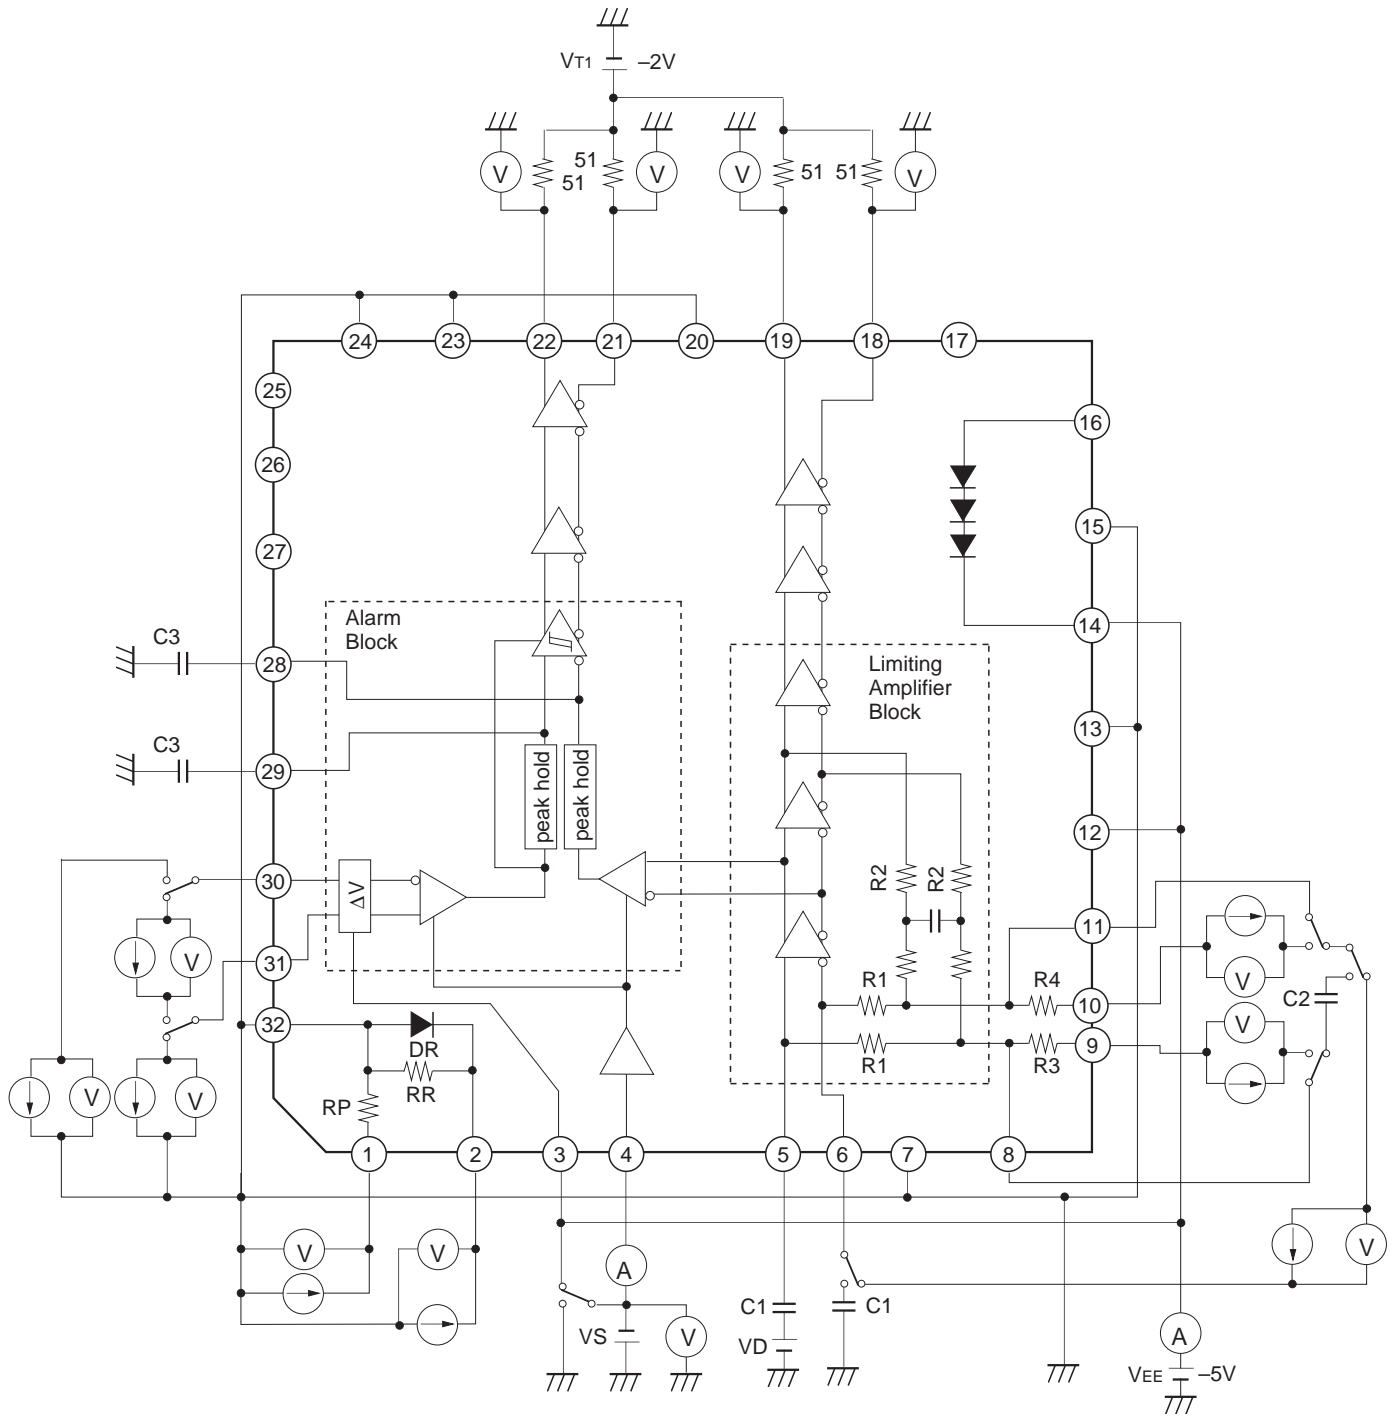 VT1 –2V
V 51 51 V V 51 51 V
24 23 22 21 20 19 18 17
25
16
26
15
27
Alarm
Block
14
C3
28
Limiting
Amplifier
Block
13
C3
29
peak hold
peak hold
12
30
ΔV
R2
R2
11
V
31
V
R1
R4
10
C2
32
DR
V
9
R1
R3
RR
V V
RP
1 2 3 4 5 6 7 8
V V
V
A
C1
C1
VS
V
VD
A
VEE –5V